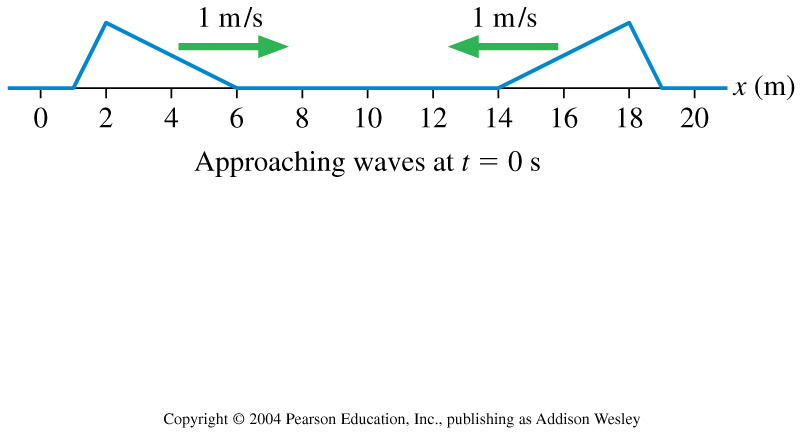 1 m/s 1 m/s
x (m)
0 2 4 6 8 10 12 14 16 18 20
Approaching waves at t = 0 s
Copyright © 2004 Pearson Education, Inc., publishing as Addison Wesley